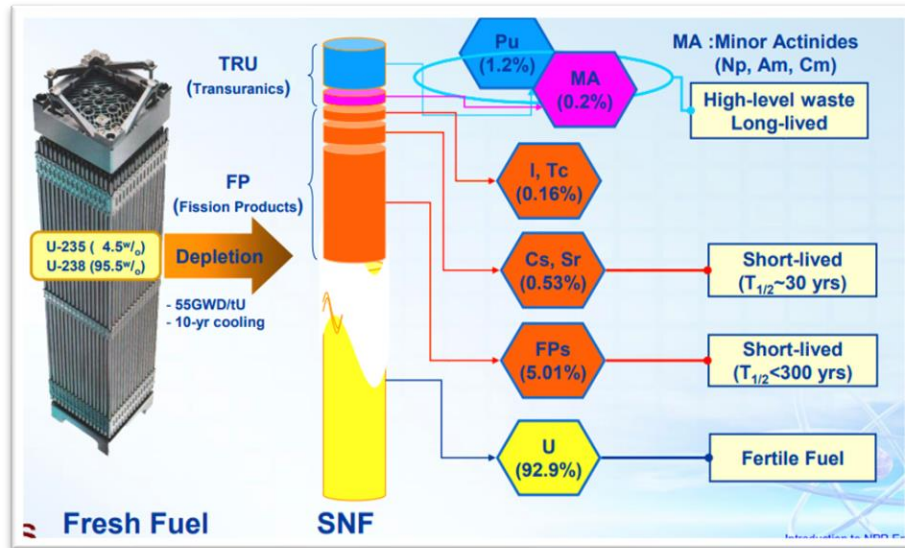 TRU
(Transuranics)
Pu
(1.2%)
MA
(0.2%)
MA :Minor Actinides
(Np, Am, Cm)
High-level waste
Long-lived
FP
(Fission Products)
I, Tc
(0.16%)
U-235 ( 4.5w/o)
U-238 (95.5w/o)
Depletion
- 55GWD/tU
- 10-yr cooling
Cs, Sr
(0.53%)
Short-lived
(T1/2~30 yrs)
FPs
(5.01%)
Short-lived
(T1/2<300 yrs)
U
(92.9%)
Fertile Fuel
Fresh Fuel
SNF
Introduction to